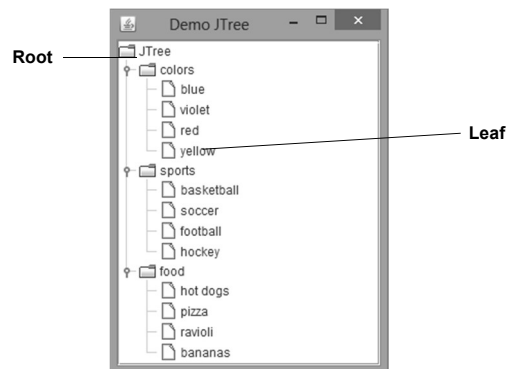 Demo JTree
Root
JTree
colors
blue
violet
red
yellow
Leaf
sports
basketball
soccer
football
hockey
food
hot dogs
pizza
ravioli
bananas